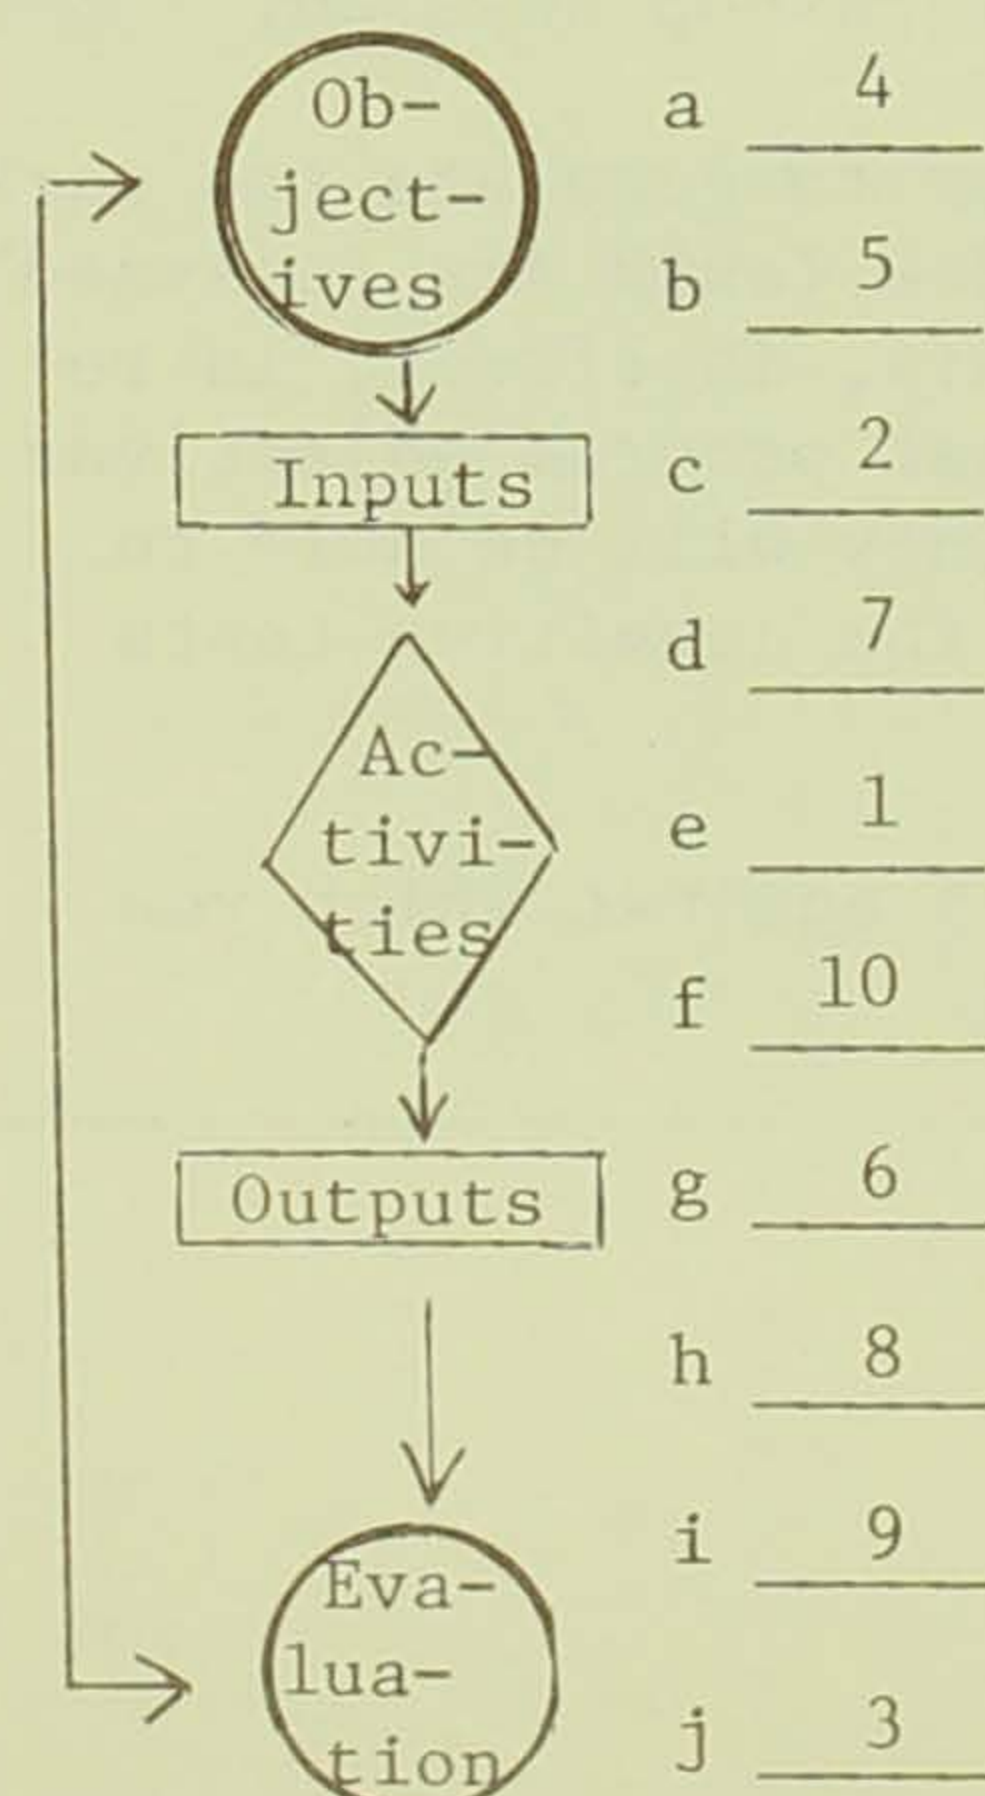 Ob-
ject-
ives
Inputs
Ac-
tivi-
ties
Outputs
Eva-
lua-
tion
a 4
b 5
c 2
d 7
e 1
f 10
g 6
h 8
i 9
j 3